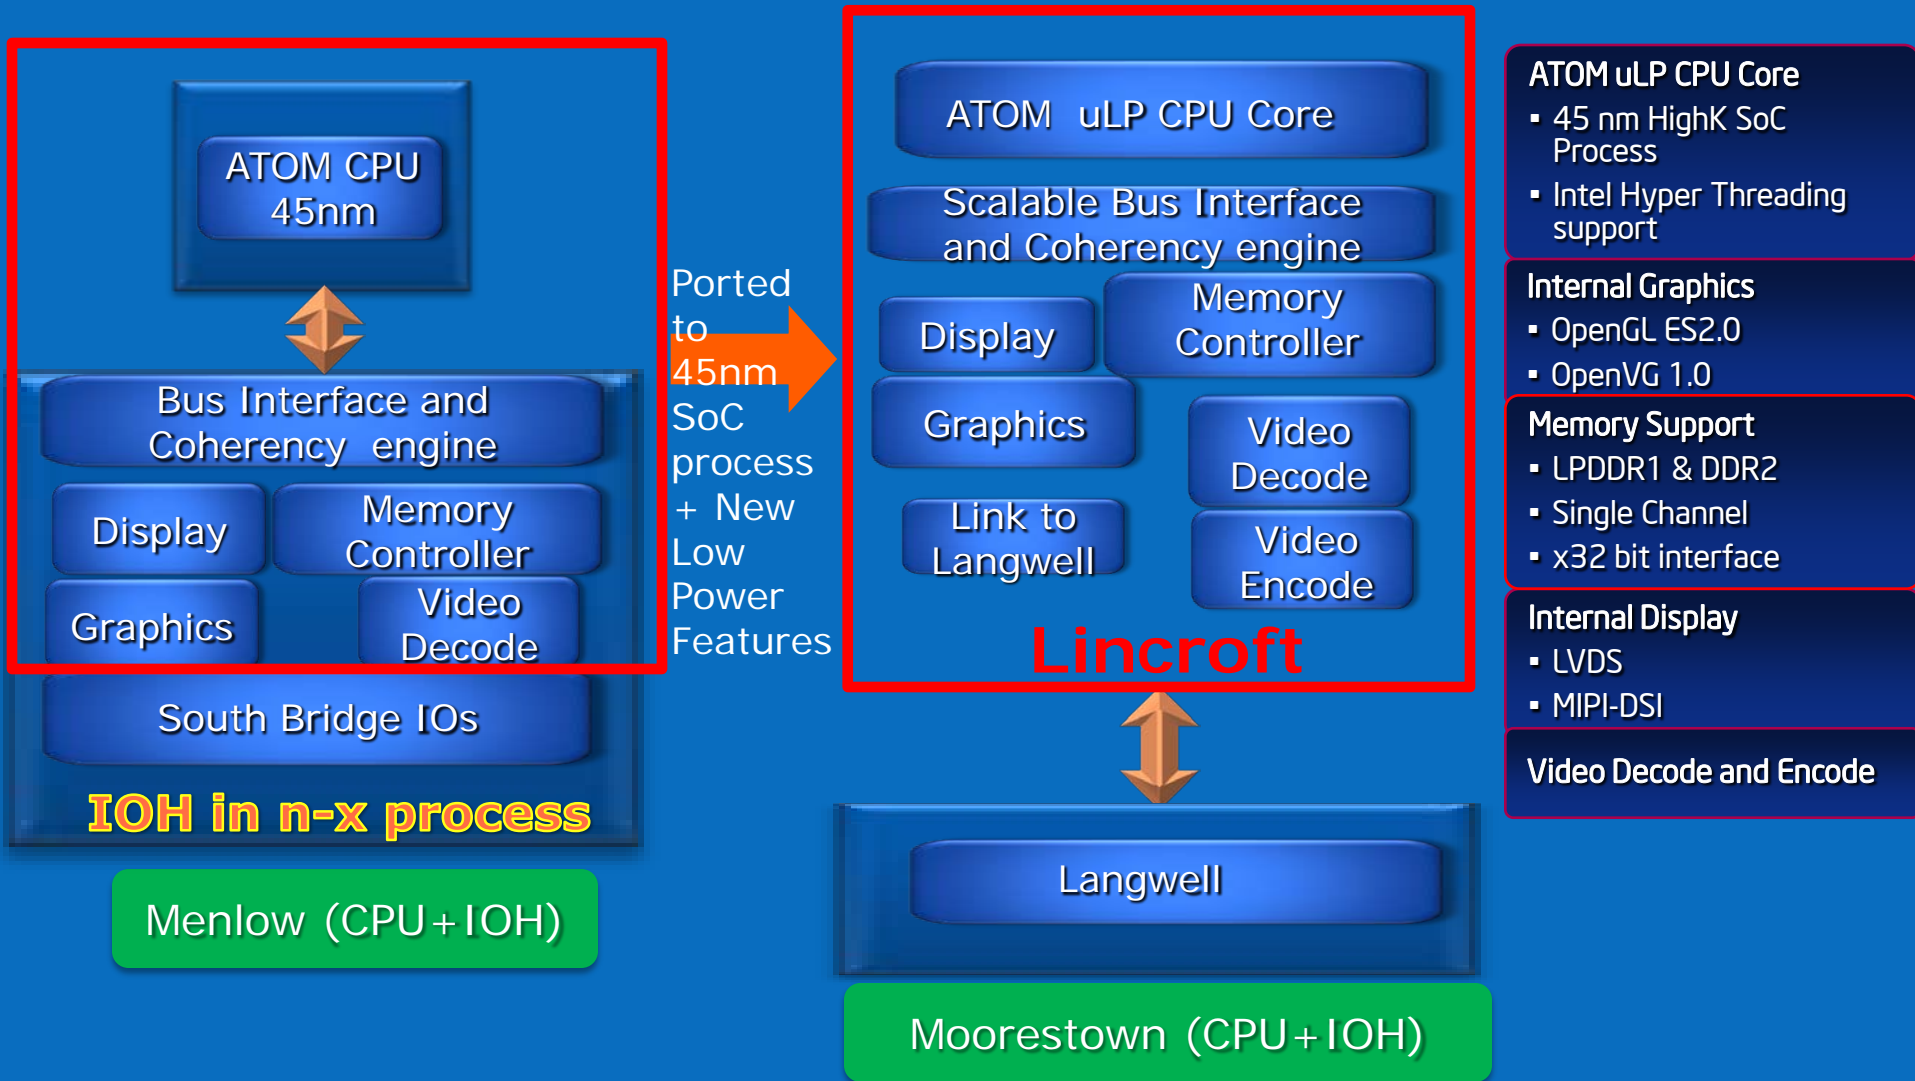 ATOM CPU
45nm
Bus Interface and
Coherency engine
Display
Memory
Controller
Graphics
Video
Decode
South Bridge IOs
IOH in n-x process
Menlow (CPU+IOH)
Ported
to
45nm
SoC
process
+ New
Low
Power
Features
ATOM uLP CPU Core
Scalable Bus Interface
and Coherency engine
Display
Memory
Controller
Graphics
Video
Decode
Link to
Langwell
Video
Encode
Lincroft
Langwell
Moorestown (CPU+IOH)
ATOM uLP CPU Core
▪ 45 nm HighK SoC
Process
▪ Intel Hyper Threading
support
Internal Graphics
▪ OpenGL ES2.0
▪ OpenVG 1.0
Memory Support
▪ LPDDR1 & DDR2
▪ Single Channel
▪ x32 bit interface
Internal Display
▪ LVDS
▪ MIPI-DSI
Video Decode and Encode